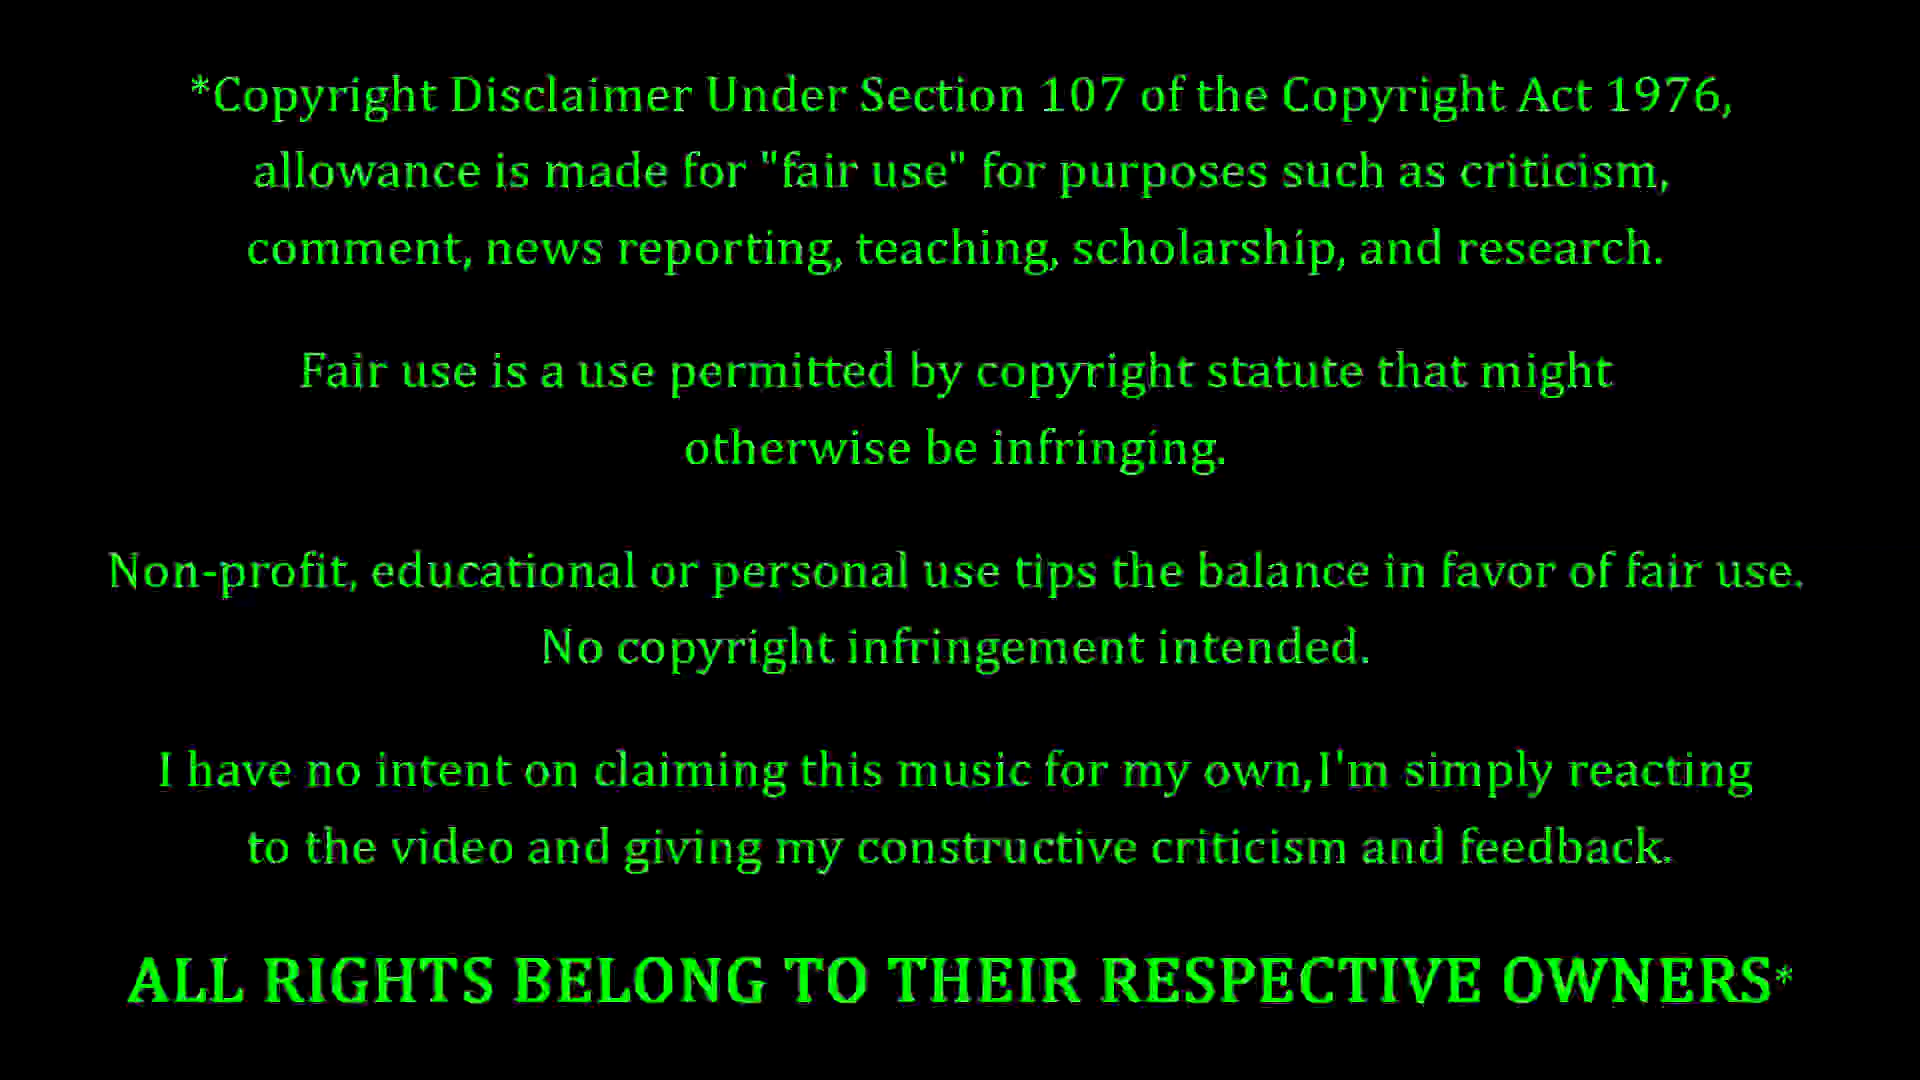 *Copyright Disclaimer Under Section 107 of the Copyright Act 1976,
allowance is made for "fair use" for purposes such as criticism,
comment, news reporting, teaching, scholarship, and research.
Fair use is a use permitted by copyright statute that might
otherwise be infringing.
Non-profit, educational or personal use tips the balance in favor of fair use.
No copyright infringement intended.
I have no intent on claiming this music for my own,I'm simply reacting
to the video and giving my constructive criticism and feedback.
ALL RIGHTS BELONG TO THEIR RESPECTIVE OWNERS*